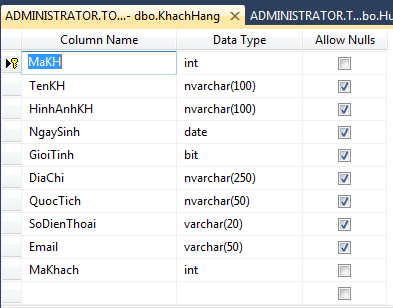 ADMINISTRATOR.TO...- dbo.KhachHang ADMINISTRATOR.T...bo.Hu
Column Name Data Type Allow Nulls
MaKH int
TenKH nvarchar(100)
HinhAnhKH nvarchar(100)
NgaySinh date
GioiTinh bit
DiaChi nvarchar(250)
QuocTich nvarchar(50)
SoDienThoai varchar(20)
Email varchar(50)
MaKhach int